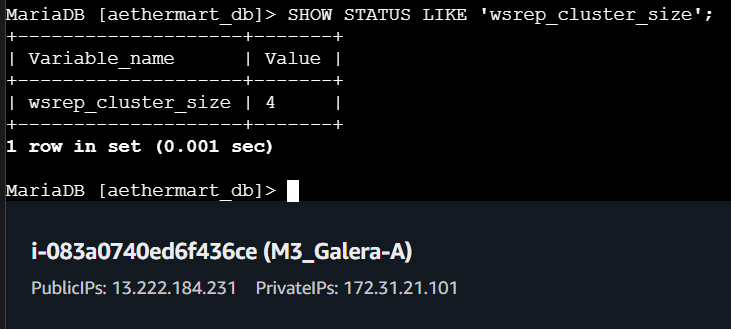 MariaDB [aethermart_db]> SHOW STATUS LIKE 'wsrep_cluster_size';
+--------------------+-------+
| Variable_name      | Value |
+--------------------+-------+
| wsrep_cluster_size | 4     |
+--------------------+-------+
1 row in set (0.001 sec)
MariaDB [aethermart_db]>
i-083a0740ed6f436ce (M3_Galera-A)
PublicIPs: 13.222.184.231 PrivateIPs: 172.31.21.101